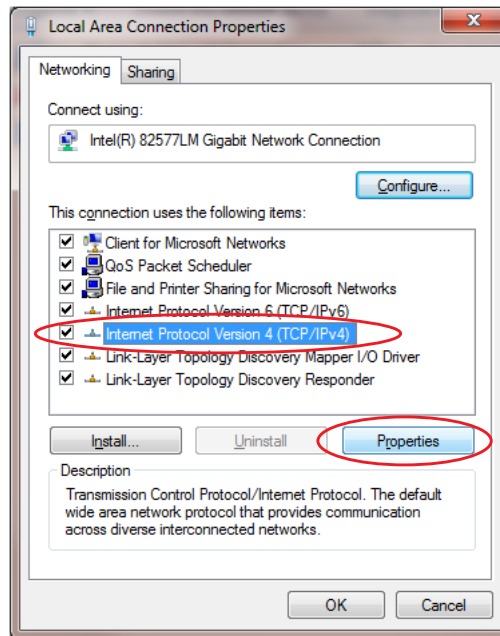 Local Area Connection Properties
Networking
Sharing
Connect using:
Intel(R) 82577LM Gigabit Network Connection
Configure...
This connection uses the following items:
Client for Microsoft Networks
QoS Packet Scheduler
File and Printer Sharing for Microsoft Networks
Internet Protocol Version 6 (TCP/IPv6)
Internet Protocol Version 4 (TCP/IPv4)
Link-Layer Topology Discovery Mapper I/O Driver
Link-Layer Topology Discovery Responder
Install...
Uninstall
Properties
Description
Transmission Control Protocol/Internet Protocol. The default
wide area network protocol that provides communication
across diverse interconnected networks.
OK
Cancel